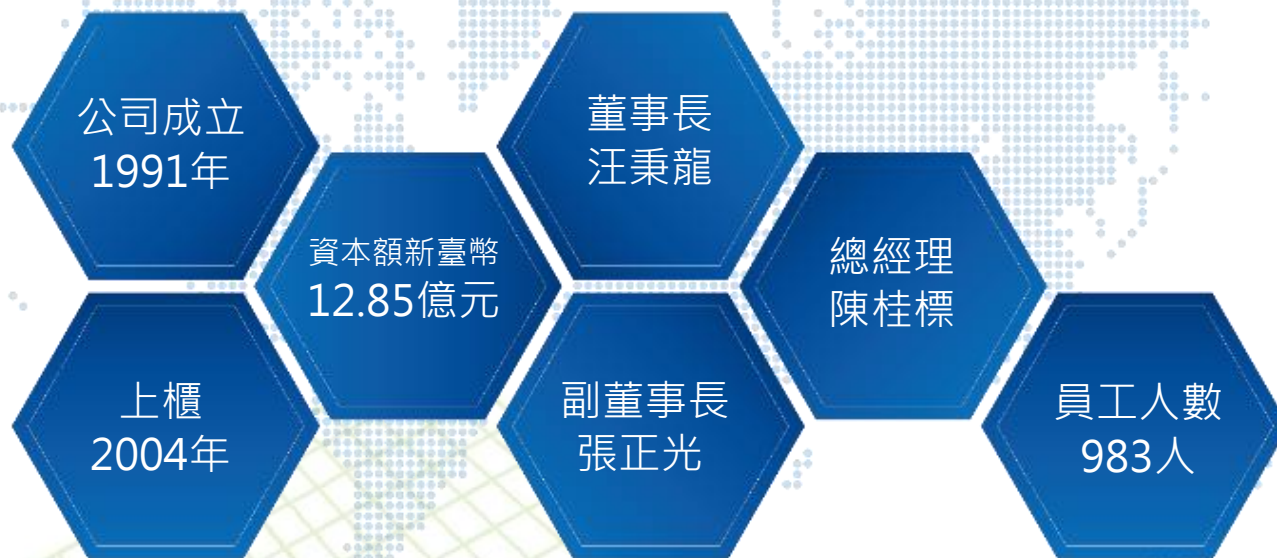 公司成立
1991年
董事長
汪秉龍
資本額新臺幣
12.85億元
總經理
陳桂標
上櫃
2004年
副董事長
張正光
員工人數
983人